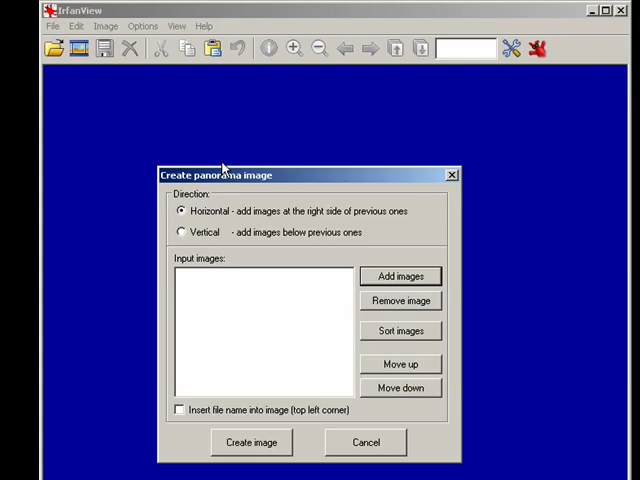 IrfanView
File Edit Image Options View Help
Create panorama image
Direction:
Horizontal - add images at the right side of previous ones
Vertical - add images below previous ones
Input images:
Add images
Remove image
Sort images
Move up
Move down
Insert file name into image (top left corner)
Create image Cancel